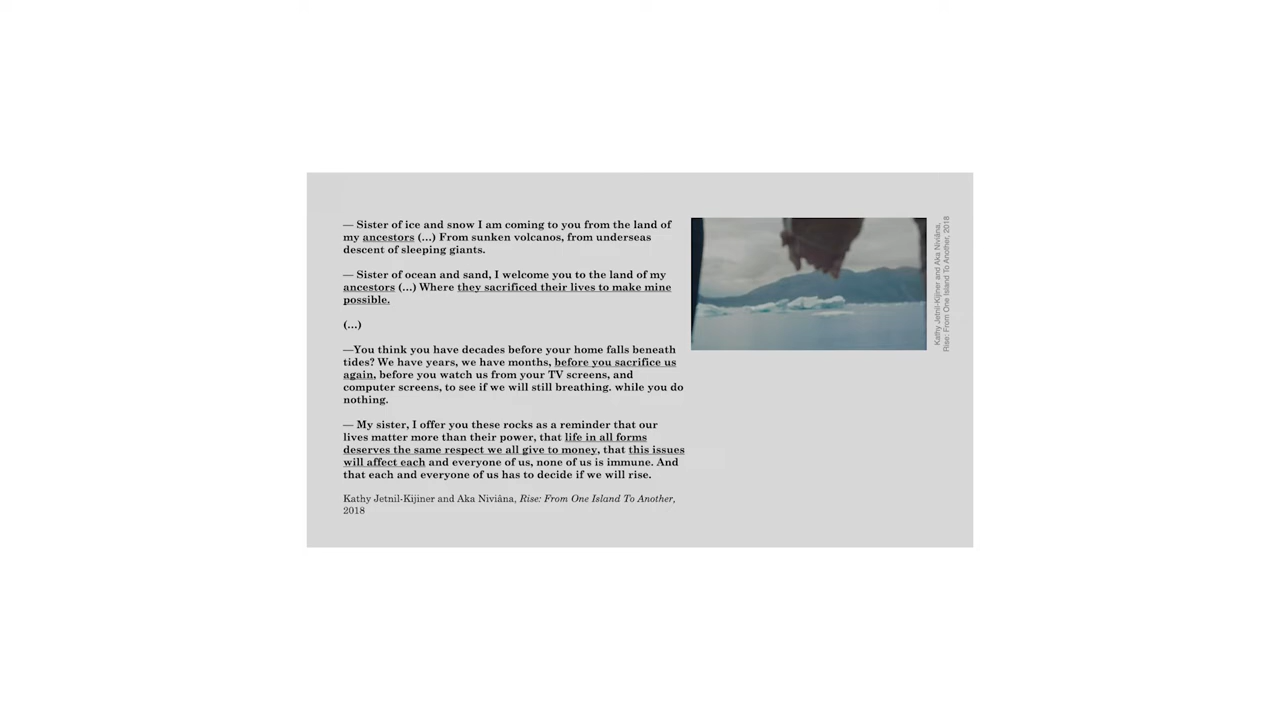 — Sister of ice and snow I am coming to you from the land of
my ancestors (...) From sunken volcanos, from underseas
descent of sleeping giants.
— Sister of ocean and sand, I welcome you to the land of my
ancestors (...) Where they sacrificed their lives to make mine
possible.
(...)
—You think you have decades before your home falls beneath
tides? We have years, we have months, before you sacrifice us
again, before you watch us from your TV screens, and
computer screens, to see if we will still breathing. while you do
nothing.
— My sister, I offer you these rocks as a reminder that our
lives matter more than their power, that life in all forms
deserves the same respect we all give to money, that this issues
will affect each and everyone of us, none of us is immune. And
that each and everyone of us has to decide if we will rise.
Kathy Jetnil-Kijiner and Aka Niviâna, Rise: From One Island To Another,
2018
Kathy Jetnil-Kijiner and Aka Niviâna,
Rise: From One Island To Another, 2018